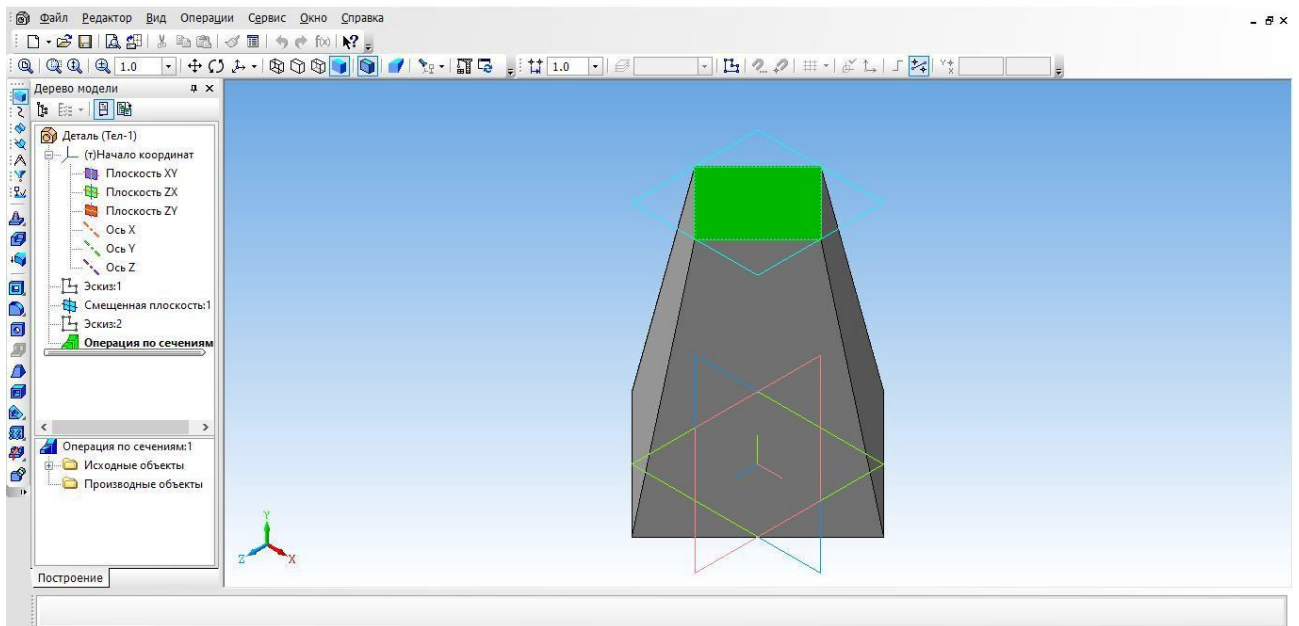 Файл Редактор Вид Операции Сервис Окно Справка
f(x)
1.0 1.0
Дерево модели
Деталь (Тел-1)
(т)Начало координат
Плоскость XY
Плоскость ZX
Плоскость ZY
Ось X
Ось Y
Ось Z
Эскиз:1
Смещенная плоскость:1
Эскиз:2
Операция по сечениям
Операция по сечениям:1
Исходные объекты
Производные объекты
Построение
Y
Z X